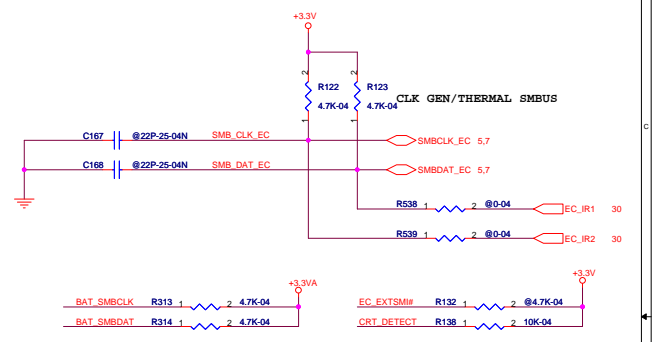 +3.3V
2
2
R122
R123
4.7K-04
4.7K-04
CLK GEN/THERMAL SMBUS
1
1
C167
@22P-25-04N
SMB_CLK_EC
SMBCLK_EC 5,7
C
C168
@22P-25-04N
SMB_DAT_EC
SMBDAT_EC 5,7
R538 1 2 @0-04
EC_IR1 30
R539 1 2 @0-04
EC_IR2 30
+3.3VA
+3.3V
BAT_SMBCLK R313 1 2 4.7K-04
EC_EXTSMI# R132 1 2 @4.7K-04
BAT_SMBDAT R314 1 2 4.7K-04
CRT_DETECT R138 1 2 10K-04